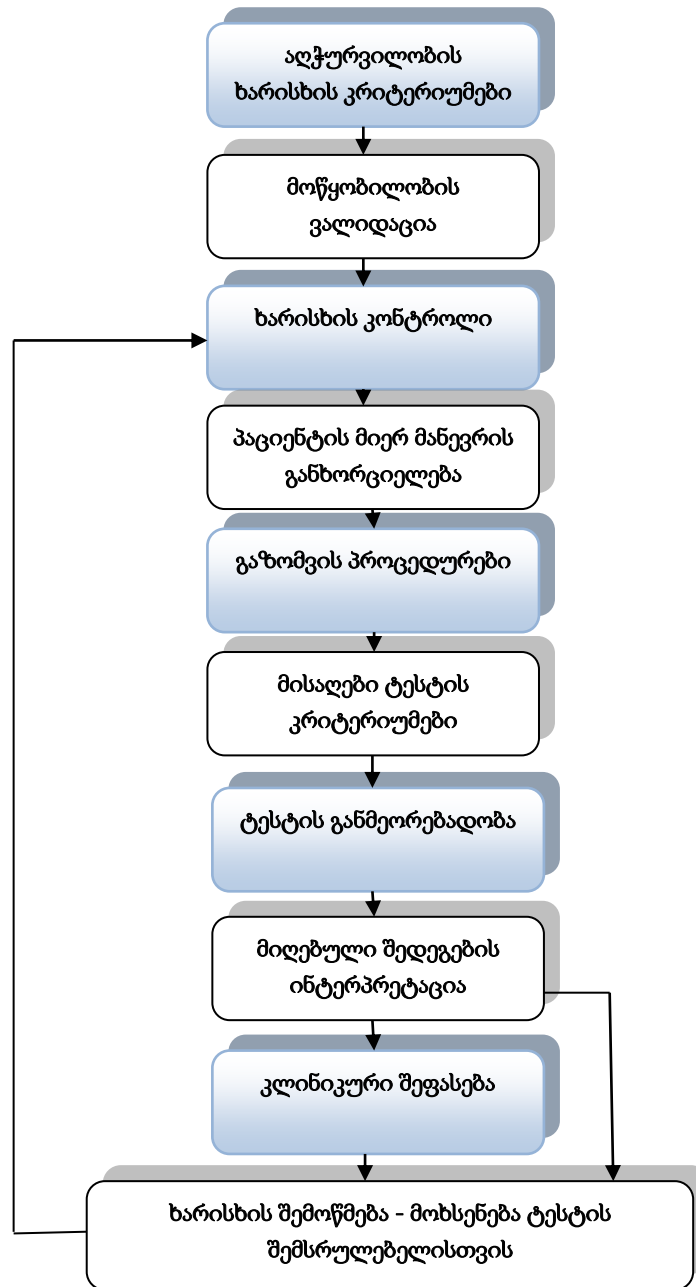 აღჭურვილობის
ხარისხის კრიტერიუმები
მოწყობილობის
ვალიდაცია
ხარისხის კონტროლი
პაციენტის მიერ მანევრის
განხორციელება
გაზომვის პროცედურები
მისაღები ტესტის
კრიტერიუმები
ტესტის განმეორებადობა
მიღებული შედეგების
ინტერპრეტაცია
კლინიკური შეფასება
ხარისხის შემოწმება - მოხსენება ტესტის
შემსრულებელისთვის